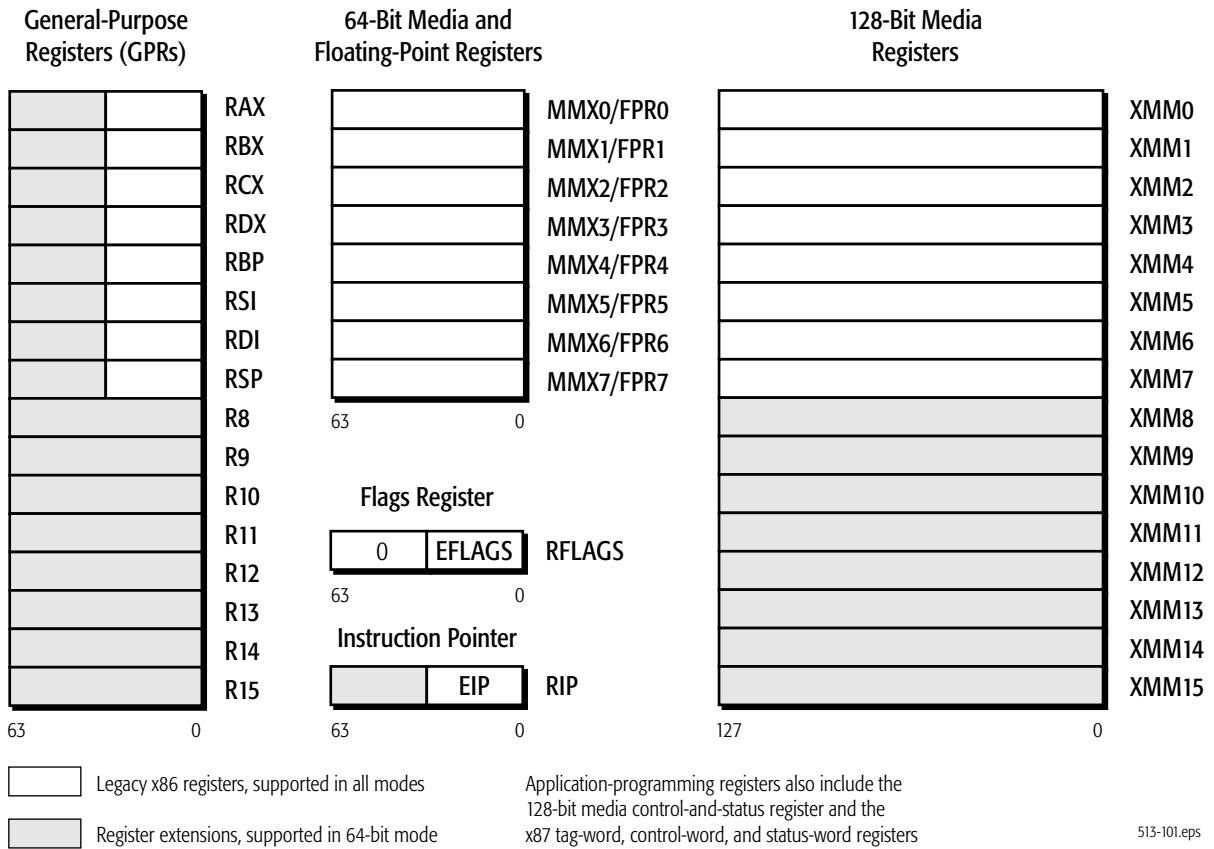 General-Purpose
Registers (GPRs)
64-Bit Media and
Floating-Point Registers
128-Bit Media
Registers
RAX
RBX
RCX
RDX
RBP
RSI
RDI
RSP
R8
R9
R10
R11
R12
R13
R14
R15
63 0
MMX0/FPR0
MMX1/FPR1
MMX2/FPR2
MMX3/FPR3
MMX4/FPR4
MMX5/FPR5
MMX6/FPR6
MMX7/FPR7
63 0
Flags Register
0 EFLAGS RFLAGS
63 0
Instruction Pointer
EIP RIP
63 0
XMM0
XMM1
XMM2
XMM3
XMM4
XMM5
XMM6
XMM7
XMM8
XMM9
XMM10
XMM11
XMM12
XMM13
XMM14
XMM15
127 0
Legacy x86 registers, supported in all modes
Register extensions, supported in 64-bit mode
Application-programming registers also include the
128-bit media control-and-status register and the
x87 tag-word, control-word, and status-word registers
513-101.eps